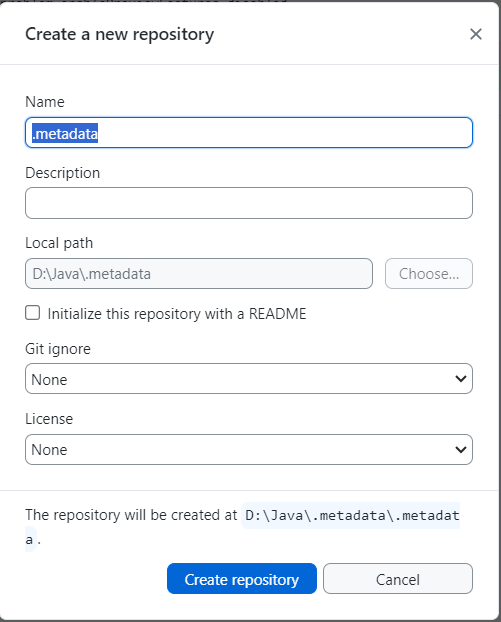 Create a new repository
Name
.metadata
Description
Local path
D:\Java\.metadata
Choose...
Initialize this repository with a README
Git ignore
None
License
None
The repository will be created at D:\Java\.metadata\.metadat
a.
Create repository
Cancel